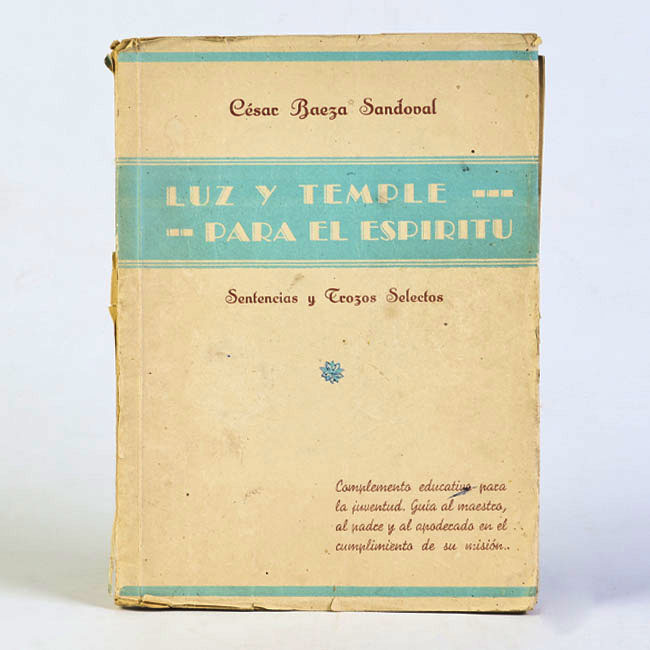 César Baeza Sandoval
LUZ Y TEMPLE
PARA EL ESPIRITU
Sentencias y Trozos Selectos
Complemento educativo para
la juventud. Guía al maestro,
al padre y al apoderado en el
cumplimiento de su misión..